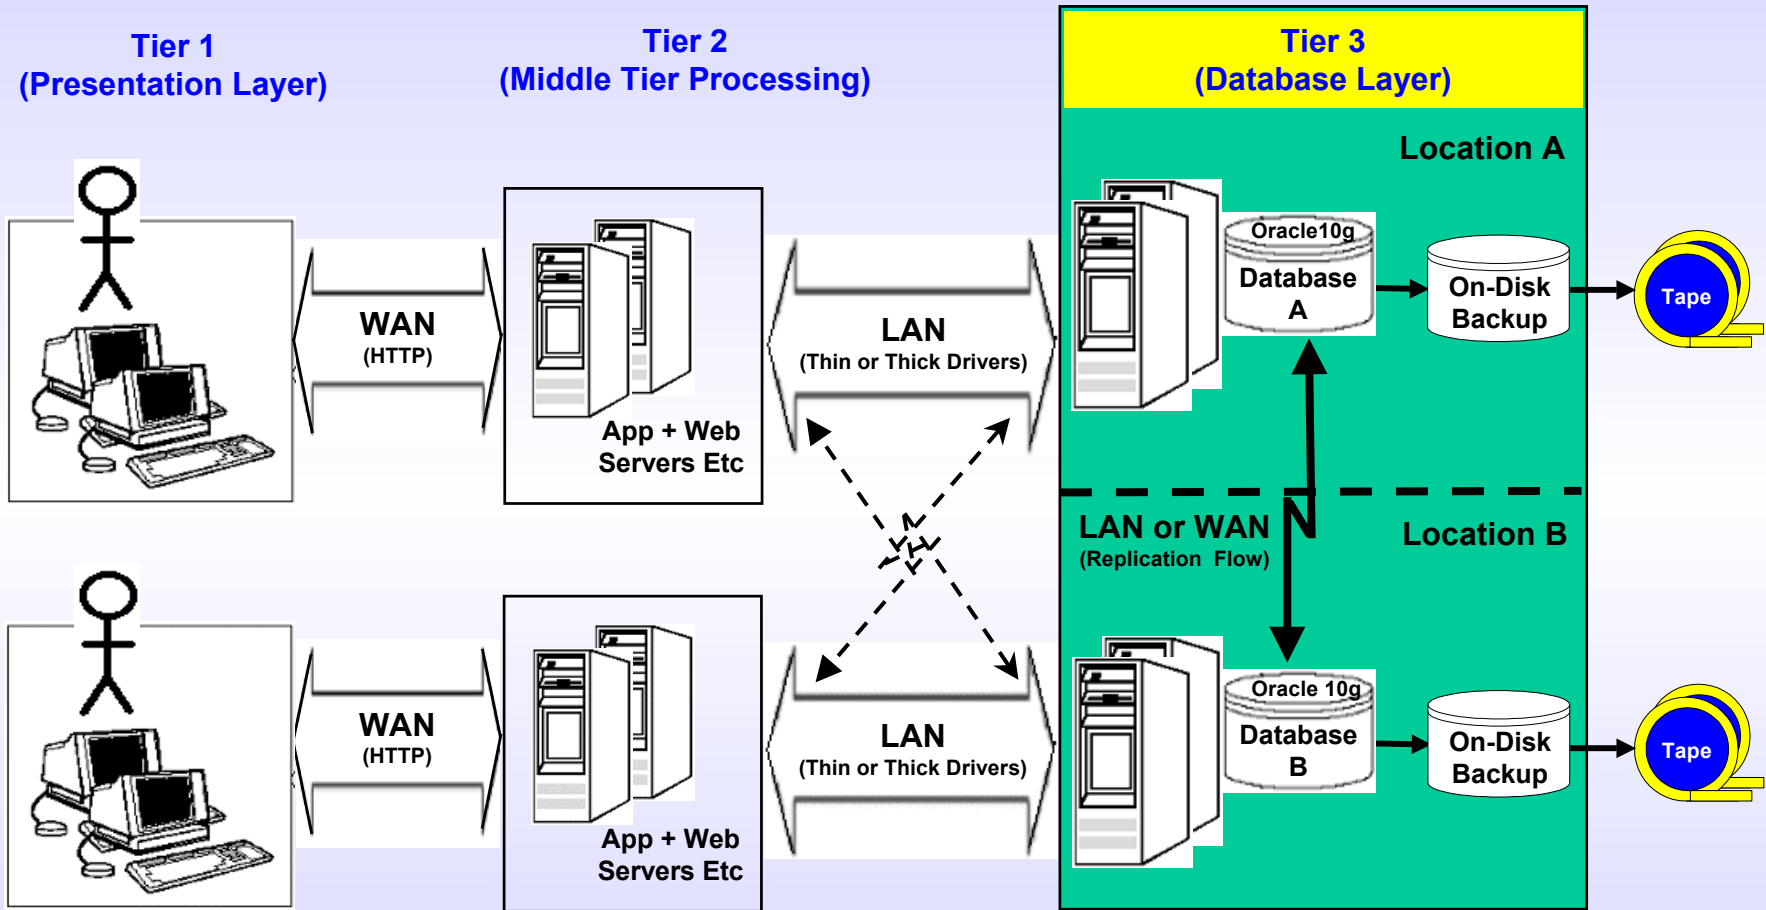 Tier 1
(Presentation Layer)
Tier 2
(Middle Tier Processing)
Tier 3
(Database Layer)
Location A
WAN
(HTTP)
App + Web
Servers Etc
LAN
(Thin or Thick Drivers)
Oracle10g
Database
A
On-Disk
Backup
Tape
LAN or WAN
(Replication Flow)
Location B
WAN
(HTTP)
App + Web
Servers Etc
LAN
(Thin or Thick Drivers)
Oracle 10g
Database
B
On-Disk
Backup
Tape